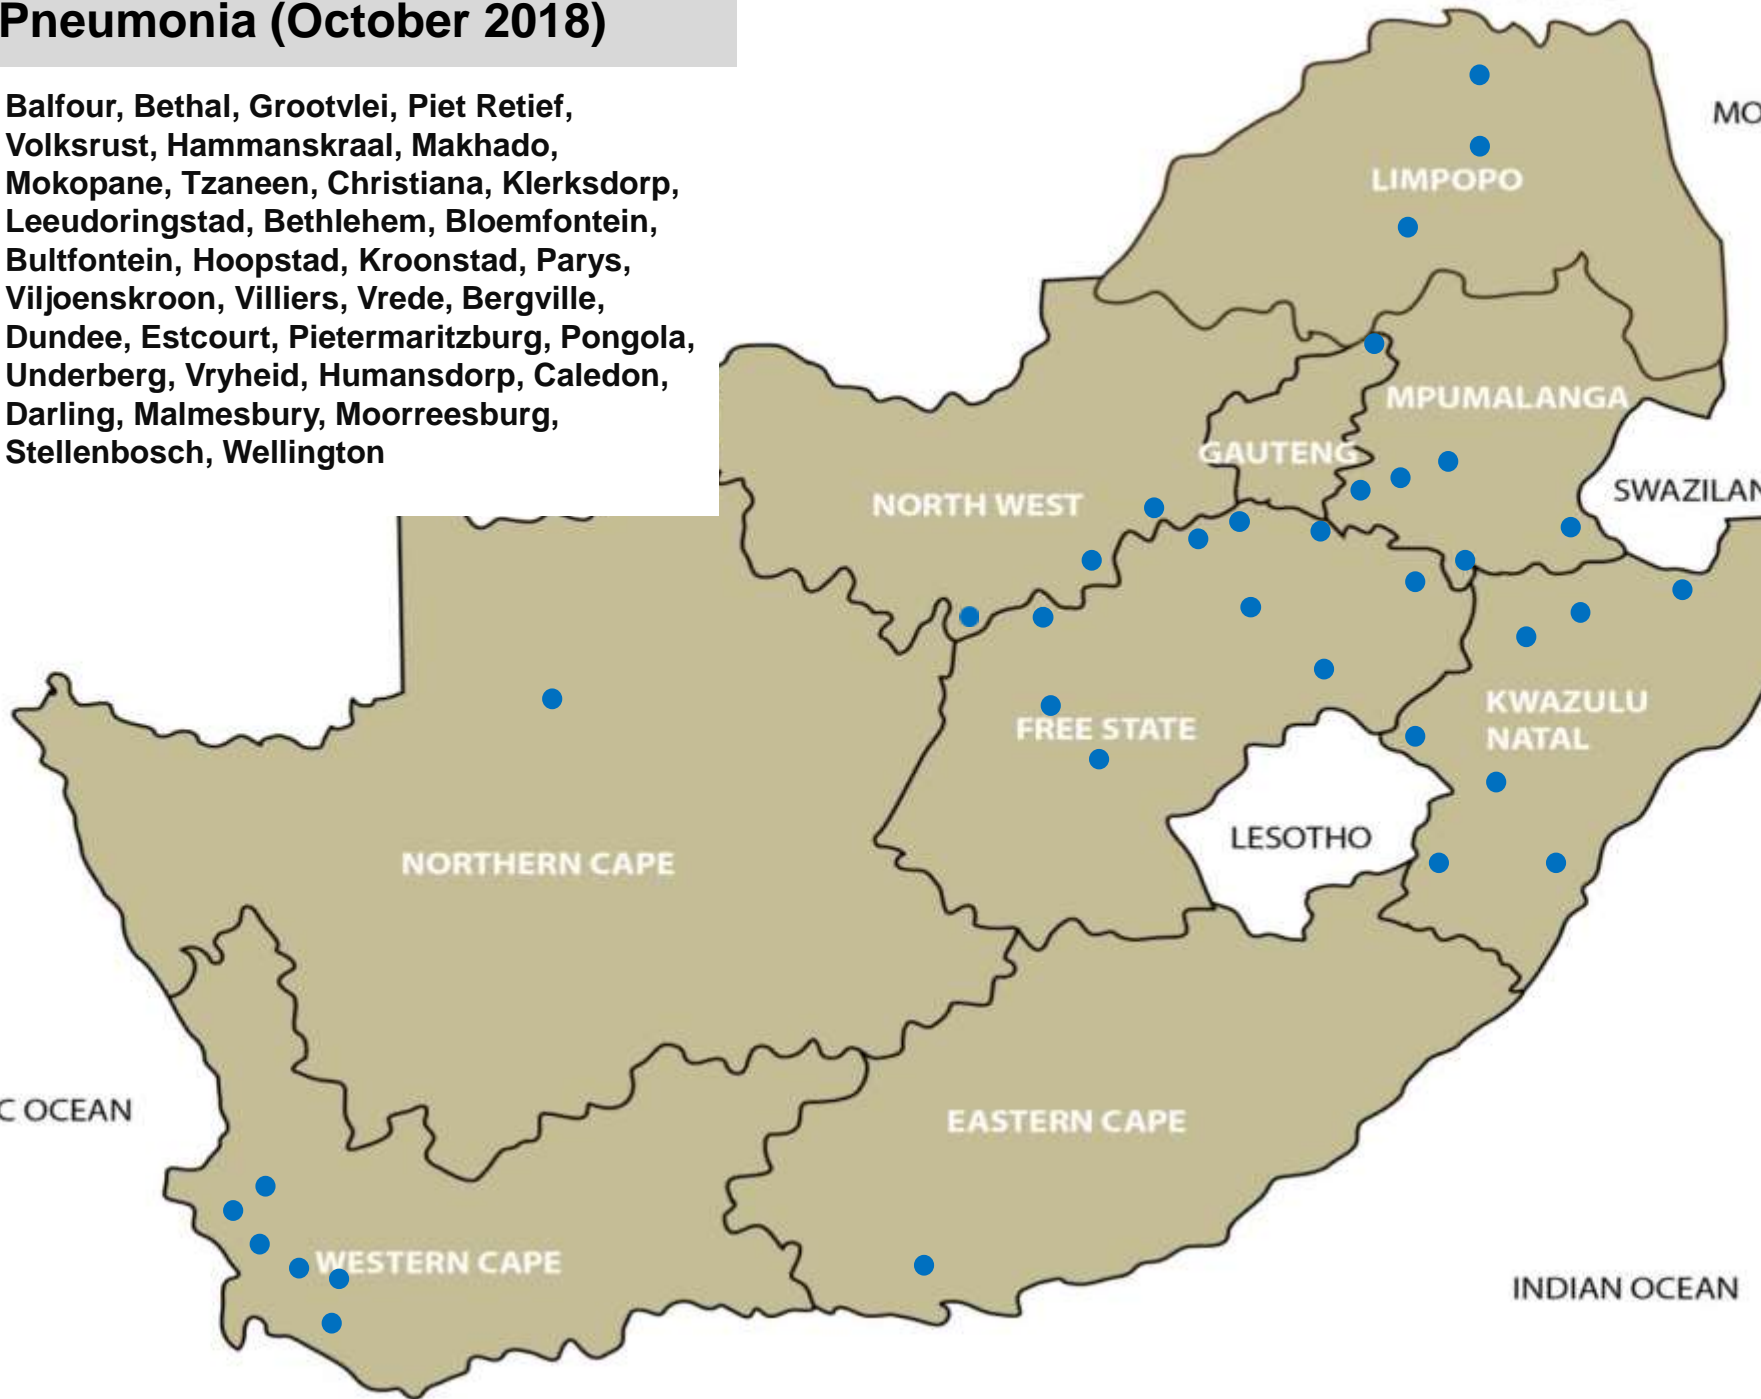 Pneumonia (October 2018)
Balfour, Bethal, Grootvlei, Piet Retief,
Volksrust, Hammanskraal, Makhado,
Mokopane, Tzaneen, Christiana, Klerksdorp,
Leeudoringstad, Bethlehem, Bloemfontein,
Bultfontein, Hoopstad, Kroonstad, Parys,
Viljoenskroon, Villiers, Vrede, Bergville,
Dundee, Estcourt, Pietermaritzburg, Pongola,
Underberg, Vryheid, Humansdorp, Caledon,
Darling, Malmesbury, Moorreesburg,
Stellenbosch, Wellington
MO
LIMPOPO
MPUMALANGA
GAUTENG
SWAZILAN
NORTH WEST
KWAZULU
NATAL
FREE STATE
LESOTHO
NORTHERN CAPE
C OCEAN
EASTERN CAPE
WESTERN CAPE
INDIAN OCEAN